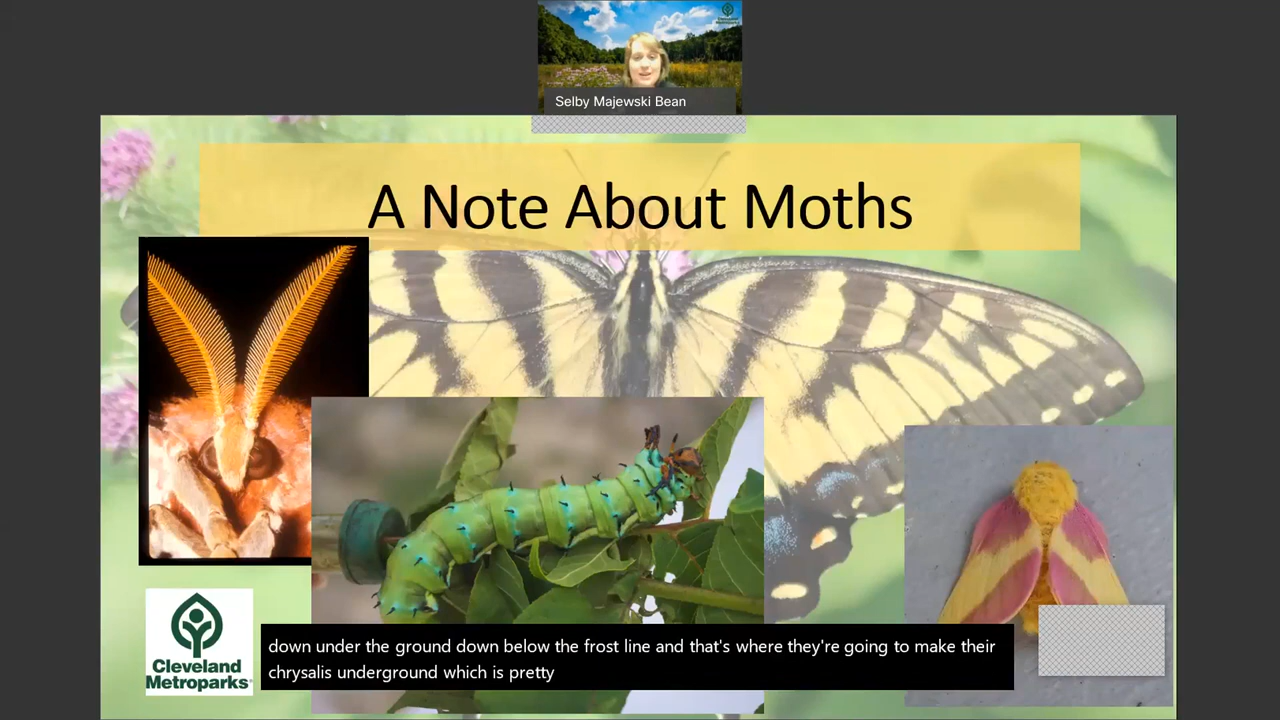 Selby Majewski Bean
A Note About Moths
Cleveland
Metroparks
down under the ground down below the frost line and that's where they're going to make their
chrysalis underground which is pretty